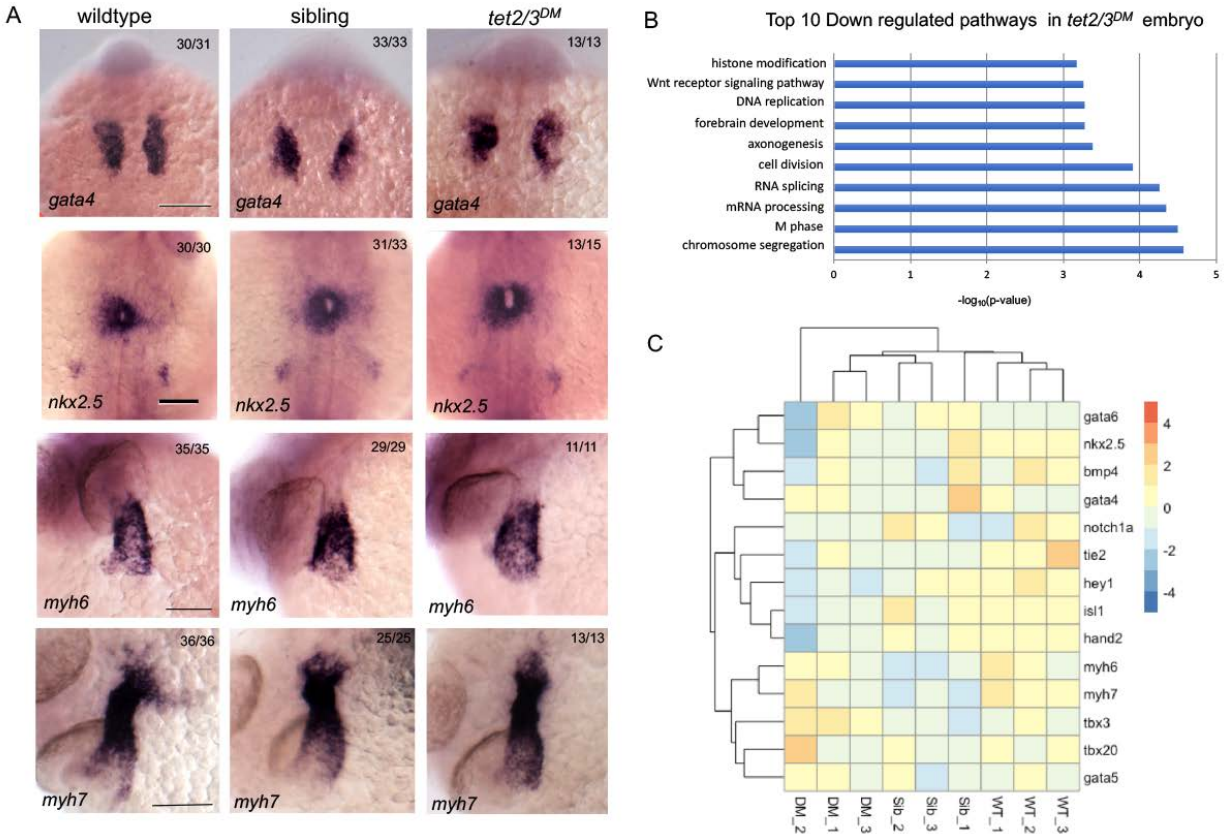 A
wildtype sibling tet2/3DM
30/31 33/33 13/13
gata4 gata4 gata4
30/30 31/33 13/15
nkx2.5 nkx2.5 nkx2.5
35/35 29/29 11/11
myh6 myh6 myh6
36/36 25/25 13/13
myh7 myh7 myh7
B
Top 10 Down regulated pathways in tet2/3DM embryo
histone modification
Wnt receptor signaling pathway
DNA replication
forebrain development
axonogenesis
cell division
RNA splicing
mRNA processing
M phase
chromosome segregation
0 1 2 3 4 5
-log10(p-value)
C
gata6
nkx2.5
bmp4
gata4
notch1a
tie2
hey1
isl1
hand2
myh6
myh7
tbx3
tbx20
gata5
4
2
0
-2
-4
DM_2 DM_1 DM_3 Sib_2 Sib_3 Sib_1 WT_1 WT_2 WT_3